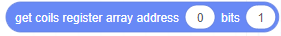 get coils register array address 0 bits 1